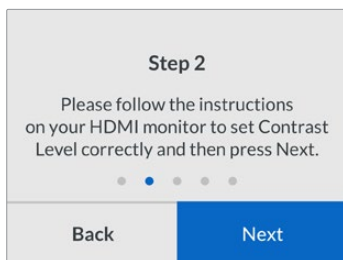 Step 2
Please follow the instructions
on your HDMI monitor to set Contrast
Level correctly and then press Next.
Back
Next